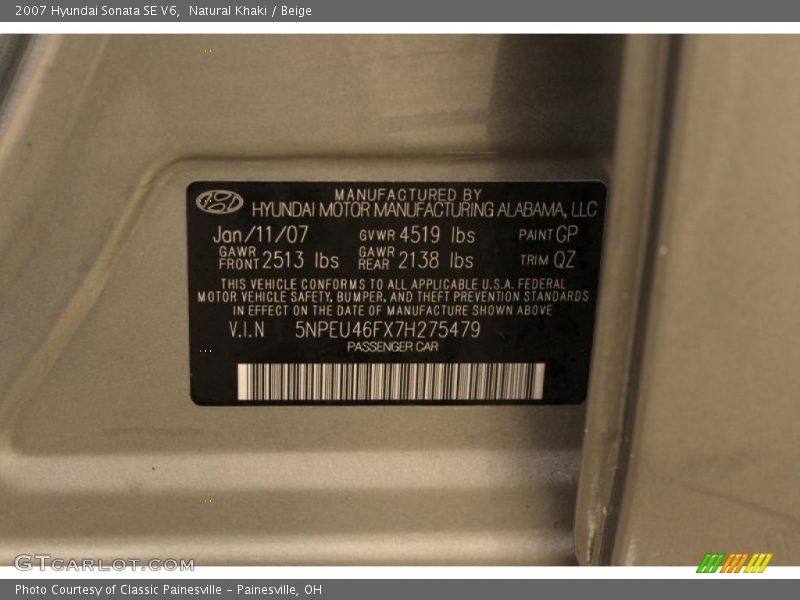 2007 Hyundai Sonata SE V6, Natural Khaki / Beige
MANUFACTURED BY
HYUNDAI MOTOR MANUFACTURING ALABAMA, LLC
Jan/11/07 GVWR 4519 lbs PAINT GP
GAWR FRONT 2513 lbs GAWR REAR 2138 lbs TRIM QZ
THIS VEHICLE CONFORMS TO ALL APPLICABLE U.S.A. FEDERAL
MOTOR VEHICLE SAFETY, BUMPER, AND THEFT PREVENTION STANDARDS
IN EFFECT ON THE DATE OF MANUFACTURE SHOWN ABOVE
V.I.N 5NPEU46FX7H275479
PASSENGER CAR
GTCARLOT.COM
Photo Courtesy of Classic Painesville - Painesville, OH